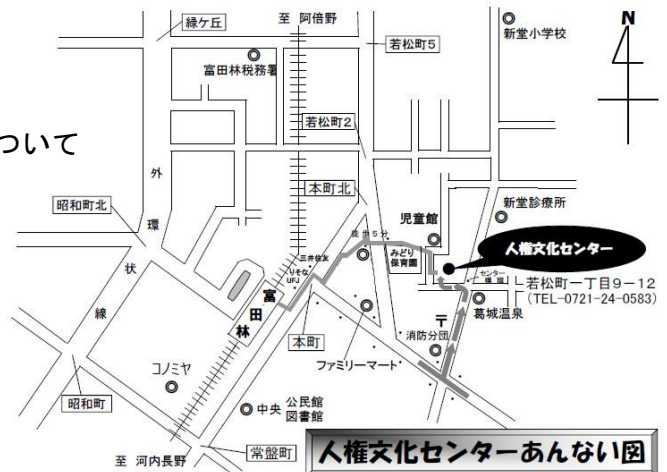 緑ケ丘
至 阿倍野
新堂小学校
N
若松町5
富田林税務署
ついて
若松町2
外
環
状
線
本町北
昭和町北
児童館
新堂診療所
徒歩5分
みどり
保育園
人権文化センター
三井住友
りそな
UFJ
センター
若松町一丁目9－12
(TEL-0721-24-0583)
葛城温泉
富田林
〒
消防分団
本町
ファミリーマート
コノミヤ
昭和町
中央 公民館
図書館
常盤町
至 河内長野
人権文化センターあんない図